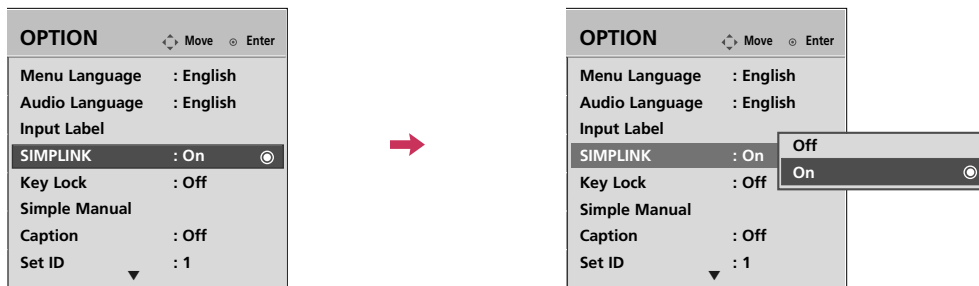 OPTION Move Enter
Menu Language : English
Audio Language : English
Input Label
SIMPLINK : On
Key Lock : Off
Simple Manual
Caption : Off
Set ID : 1
OPTION Move Enter
Menu Language : English
Audio Language : English
Input Label
SIMPLINK : On
Key Lock : Off
Simple Manual
Caption : Off
Set ID : 1
Off
On